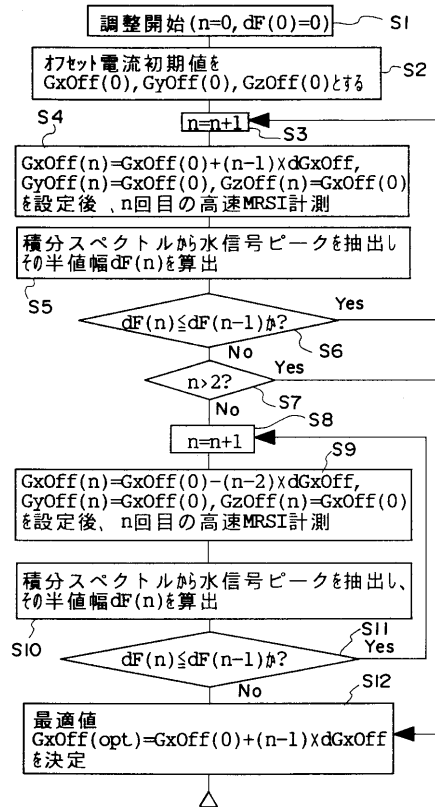 調整開始(n=0,dF(0)=0)
S1
オフセット電流初期値を
GxOff(0),GyOff(0),GzOff(0)とする
S2
n=n+1
S3
S4
GxOff(n)=GxOff(0)+(n-1)×dGxOff,
GyOff(n)=GxOff(0),GzOff(n)=GxOff(0)
を設定後、n回目の高速MRSI計測
積分スペクトルから水信号ピークを抽出し
その半値幅dF(n)を算出
S5
dF(n)≦dF(n-1)か?
Yes
S6
No
n>2?
Yes
S7
No
S8
n=n+1
S9
GxOff(n)=GxOff(0)-(n-2)×dGxOff,
GyOff(n)=GxOff(0),GzOff(n)=GxOff(0)
を設定後、n回目の高速MRSI計測
積分スペクトルから水信号ピークを抽出し、
その半値幅dF(n)を算出
S10
S11
dF(n)≦dF(n-1)か?
Yes
No
S12
最適値
GxOff(opt.)=GxOff(0)+(n-1)×dGxOff
を決定